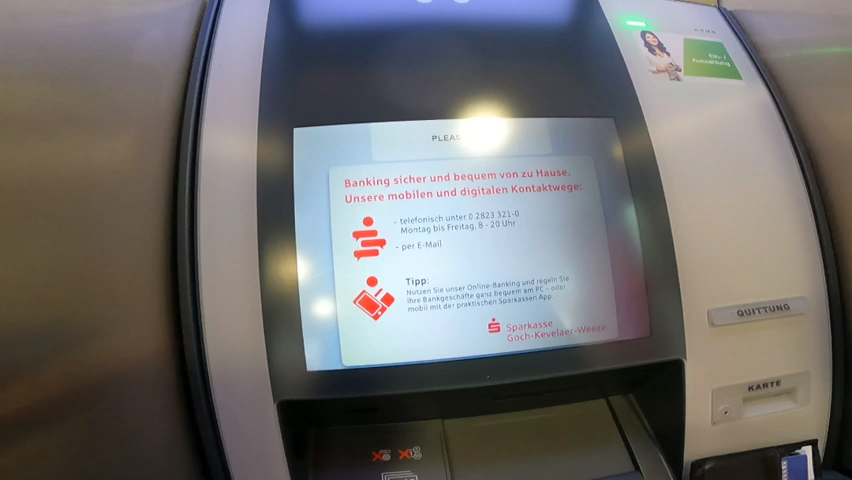 Ein- /
Auszahlung
PLEAS
Banking sicher und bequem von zu Hause.
Unsere mobilen und digitalen Kontaktwege:
- telefonisch unter 0 2823 321-0
Montag bis Freitag, 8 - 20 Uhr
- per E-Mail
Tipp:
Nutzen Sie unser Online-Banking und regeln Sie
Ihre Bankgeschäfte ganz bequem am PC - oder
mobil mit der praktischen Sparkassen App.
Sparkasse
Goch-Kevelaer-Weeze
QUITTUNG
KARTE